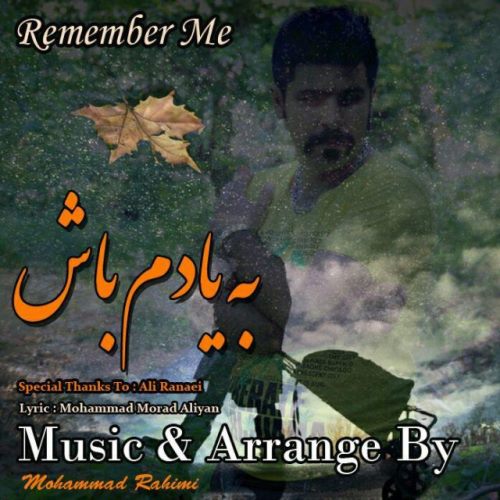 Remember Me
به یادم باش
Special Thanks To : Ali Ranaei
Lyric : Mohammad Morad Aliyan
Music & Arrange By
Mohammad Rahimi